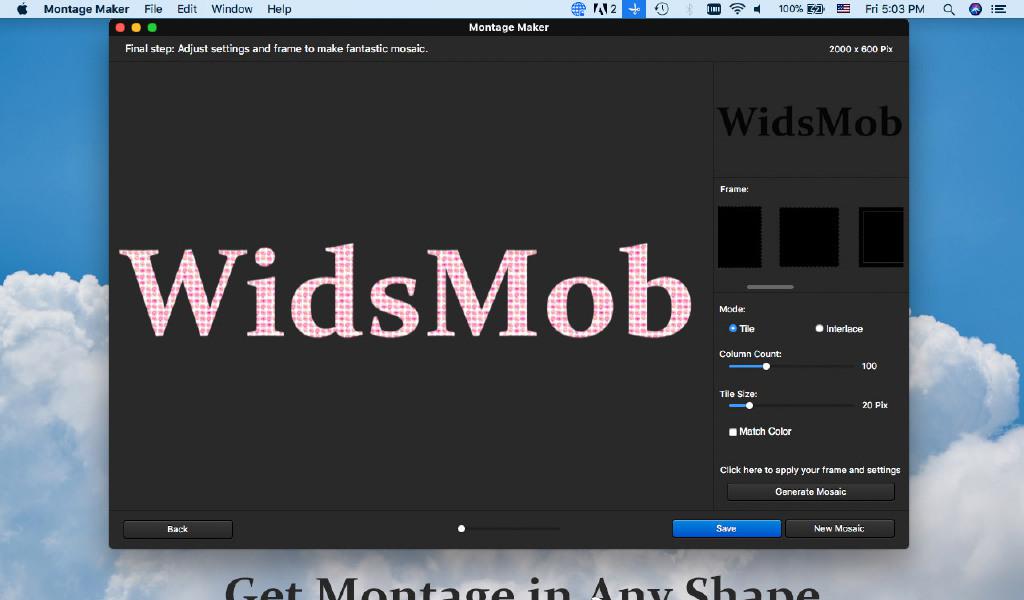 Montage Maker File Edit Window Help 2 100% Fri 5:03 PM
Montage Maker
Final step: Adjust settings and frame to make fantastic mosaic. 2000 x 600 Pix
WidsMob
Frame:
WidsMob
Mode:
Tile Interlace
Column Count:
100
Tile Size:
20 Pix
Match Color
Click here to apply your frame and settings
Generate Mosaic
Back Save New Mosaic
Get Montage in Any Shape